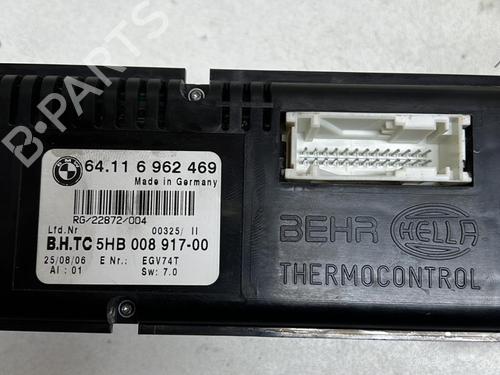 B-PARTS
64.11 6 962 469
Made in Germany
RG/22872/004
Lfd.Nr 00325/ II
B.H.TC 5HB 008 917-00
25/08/06 E Nr.: EGV74T
AI : 01 Sw: 7.0
BEHR HELLA
THERMOCONTROL